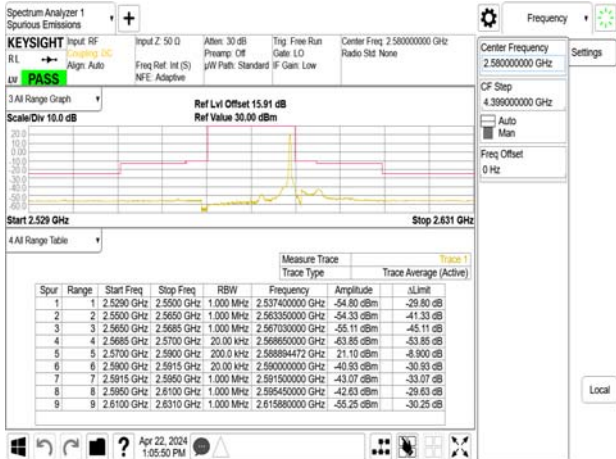 Spectrum Analyzer 1
Spurious Emissions
Frequency
KEYSIGHT Input: RF Input Z: 50 Ω Atten: 30 dB Trig: Free Run Center Freq: 2.580000000 GHz
RL Coupling: DC Preamp: Off Gate: LO Radio Std: None
Align: Auto Freq Ref: Int (S) µW Path: Standard IF Gain: Low
NFE: Adaptive
LW PASS
Center Frequency
2.580000000 GHz
Settings
CF Step
4.399000000 GHz
Auto
Man
Freq Offset
0 Hz
3 All Range Graph
Ref Lvl Offset 15.91 dB
Scale/Div 10.0 dB Ref Value 30.00 dBm
20.0
10.0
0.00
-10.0
-20.0
-30.0
-40.0
-50.0
-60.0
Start 2.529 GHz Stop 2.631 GHz
4 All Range Table
Measure Trace Trace 1
Trace Type Trace Average (Active)
Spur Range Start Freq Stop Freq RBW Frequency Amplitude ΔLimit
1 1 2.5290 GHz 2.5500 GHz 1.000 MHz 2.537400000 GHz -54.80 dBm -29.80 dB
2 2 2.5500 GHz 2.5650 GHz 1.000 MHz 2.563350000 GHz -54.33 dBm -41.33 dB
3 3 2.5650 GHz 2.5685 GHz 1.000 MHz 2.567030000 GHz -55.11 dBm -45.11 dB
4 4 2.5685 GHz 2.5700 GHz 20.00 kHz 2.568650000 GHz -63.85 dBm -53.85 dB
5 5 2.5700 GHz 2.5900 GHz 200.0 kHz 2.588894472 GHz 21.10 dBm -8.900 dB
6 6 2.5900 GHz 2.5915 GHz 20.00 kHz 2.590000000 GHz -40.93 dBm -30.93 dB
7 7 2.5915 GHz 2.5950 GHz 1.000 MHz 2.591500000 GHz -43.07 dBm -33.07 dB
8 8 2.5950 GHz 2.6100 GHz 1.000 MHz 2.595450000 GHz -42.63 dBm -29.63 dB
9 9 2.6100 GHz 2.6310 GHz 1.000 MHz 2.615880000 GHz -55.25 dBm -30.25 dB
Local
Apr 22, 2024
1:05:50 PM